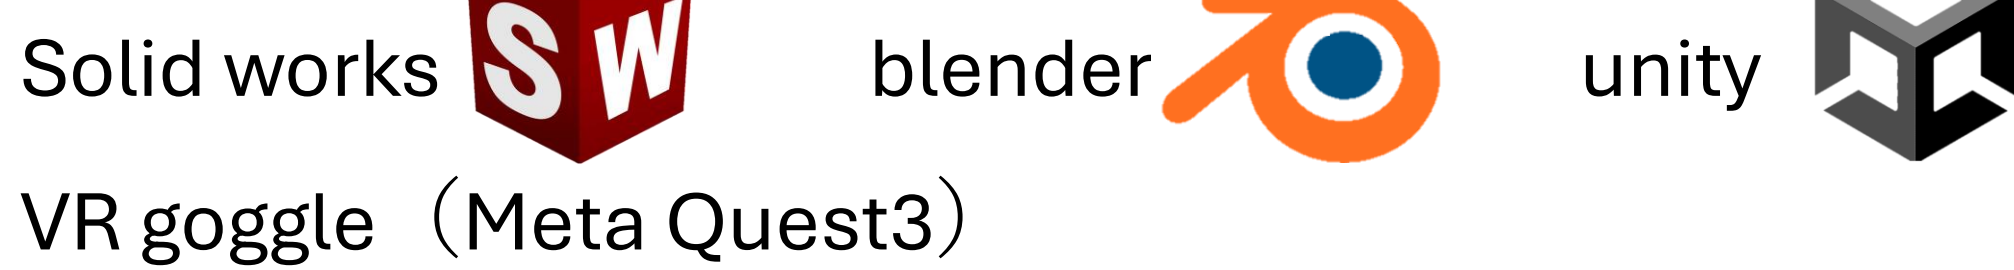 Solid works SW blender unity
VR goggle （Meta Quest3）